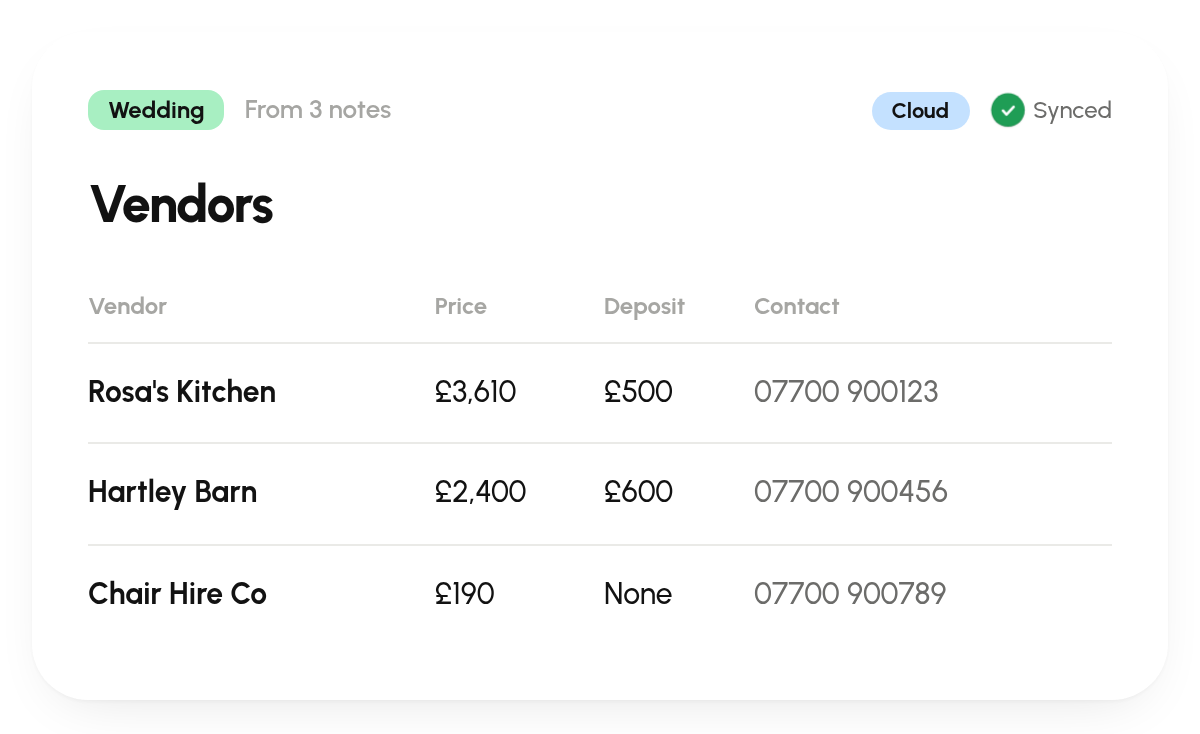 Wedding From 3 notes Cloud Synced
Vendors
Vendor Price Deposit Contact
Rosa's Kitchen £3,610 £500 07700 900123
Hartley Barn £2,400 £600 07700 900456
Chair Hire Co £190 None 07700 900789